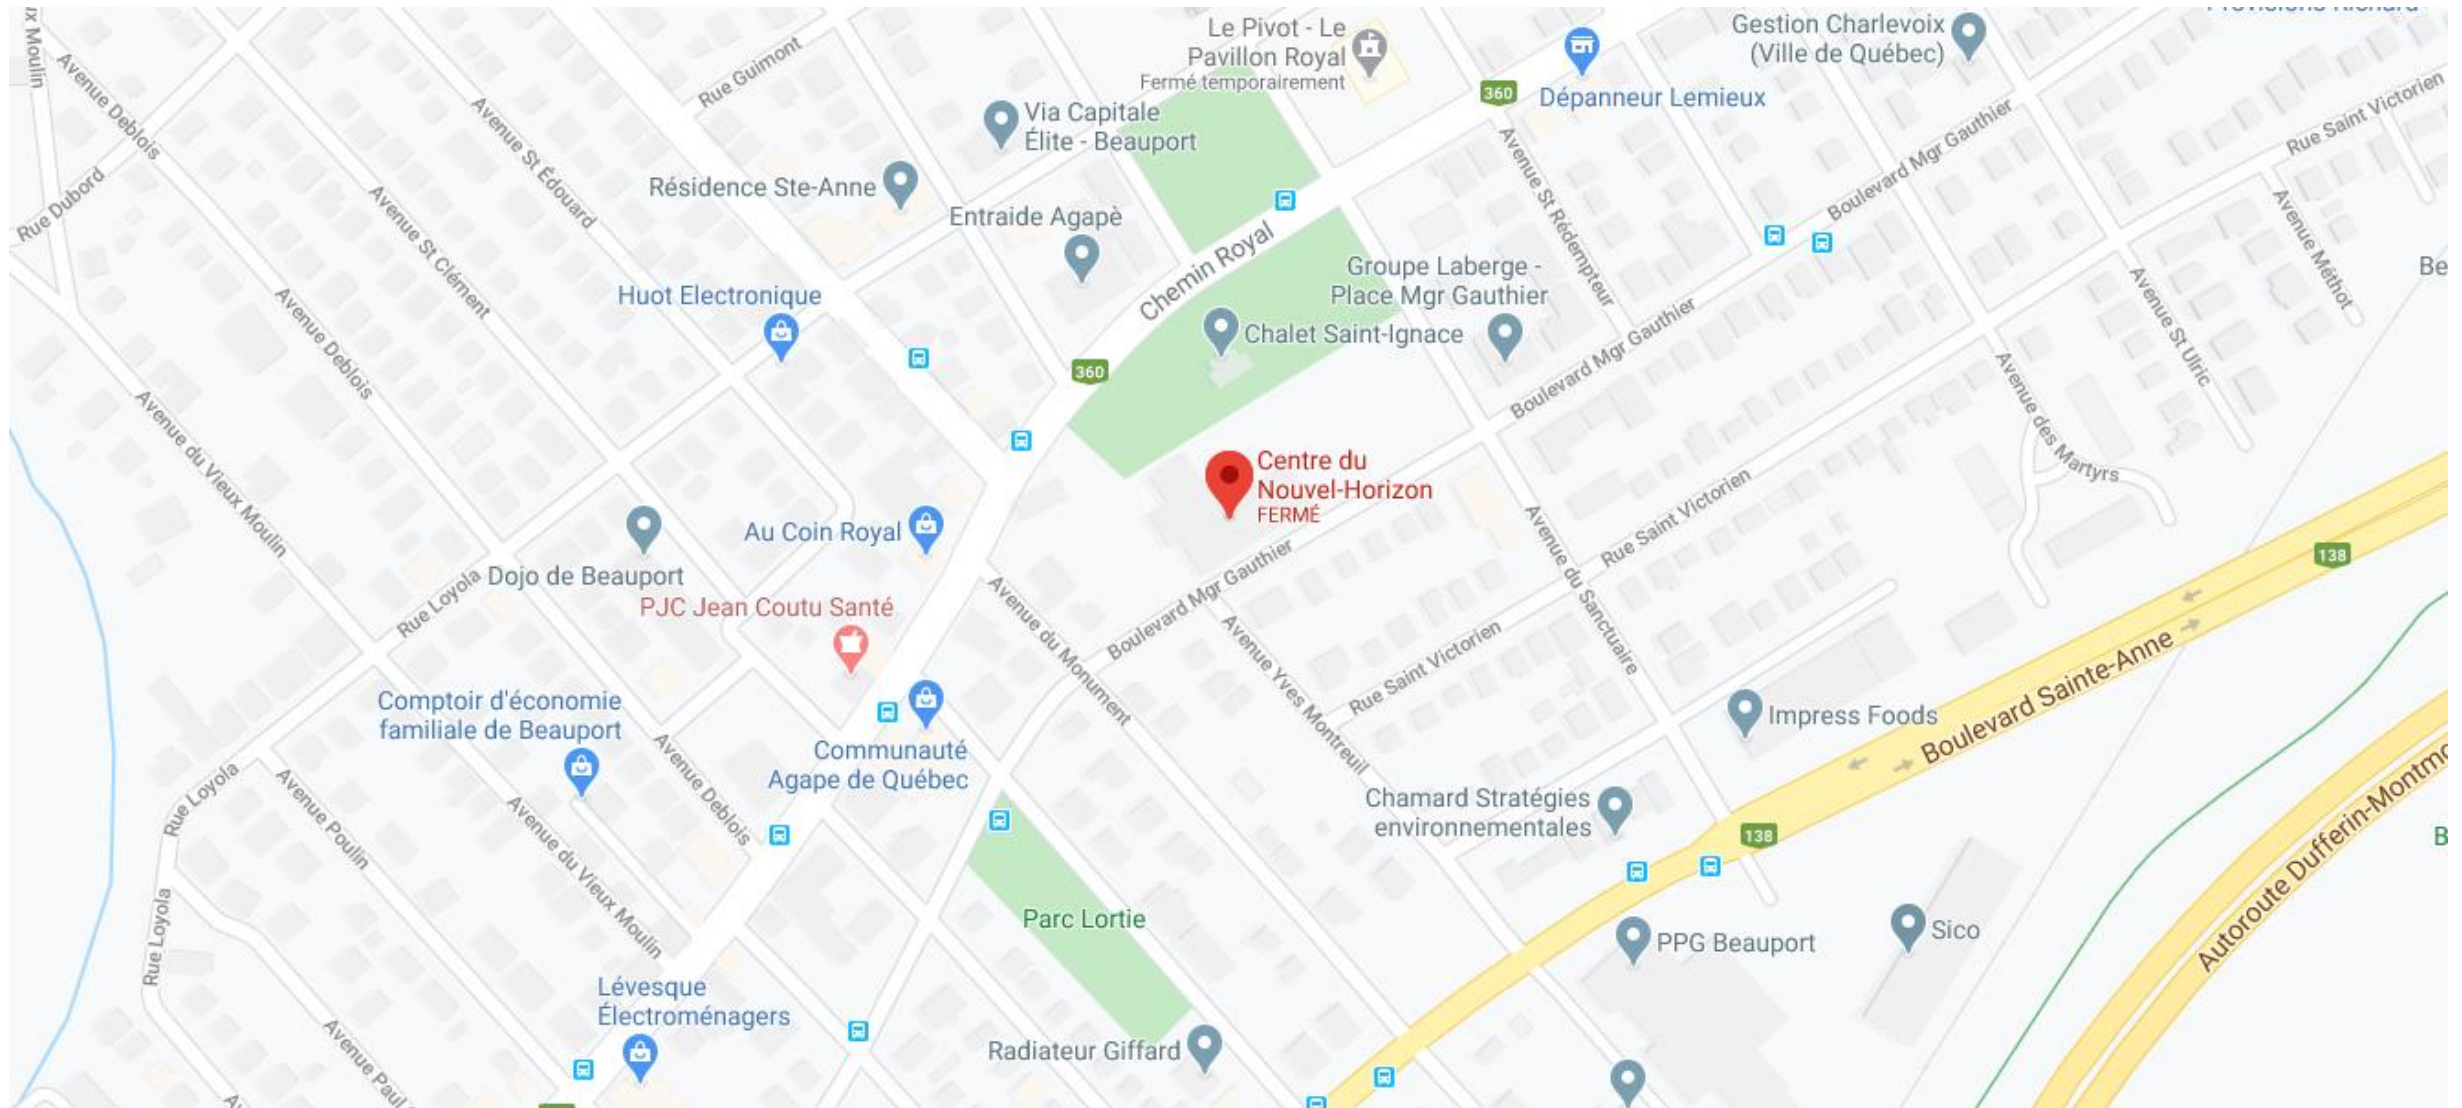 Le Pivot - Le
Pavillon Royal
Fermé temporairement
Gestion Charlevoix
(Ville de Québec)
Rue Guimont
360
Dépanneur Lemieux
Avenue Deblois
Avenue St Édouard
Via Capitale
Élite - Beauport
Boulevard Mgr Gauthier
Rue Saint Victorien
Rue Dubord
Avenue St Clément
Résidence Ste-Anne
Entraide Agapè
Avenue St Rédempteur
Avenue Méthot
Chemin Royal
Huot Electronique
Avenue Deblois
Groupe Laberge -
Place Mgr Gauthier
Chalet Saint-Ignace
Boulevard Mgr Gauthier
Avenue St Ulric
360
Avenue du Vieux Moulin
Avenue des Martyrs
Centre du
Nouvel-Horizon
FERMÉ
Au Coin Royal
Dojo de Beauport
Rue Loyola
PJC Jean Coutu Santé
Avenue du Monument
Boulevard Mgr Gauthier
Avenue Yves Montreuil
Rue Saint Victorien
Rue Saint Victorien
Avenue du Sanctuaire
138
Boulevard Sainte-Anne
Comptoir d'économie
familiale de Beauport
Communauté
Agape de Québec
Impress Foods
Rue Loyola
Avenue Poulin
Avenue Deblois
Avenue du Vieux Moulin
Chamard Stratégies
environnementales
138
Rue Loyola
Parc Lortie
PPG Beauport
Sico
Lévesque
Électroménagers
Radiateur Giffard